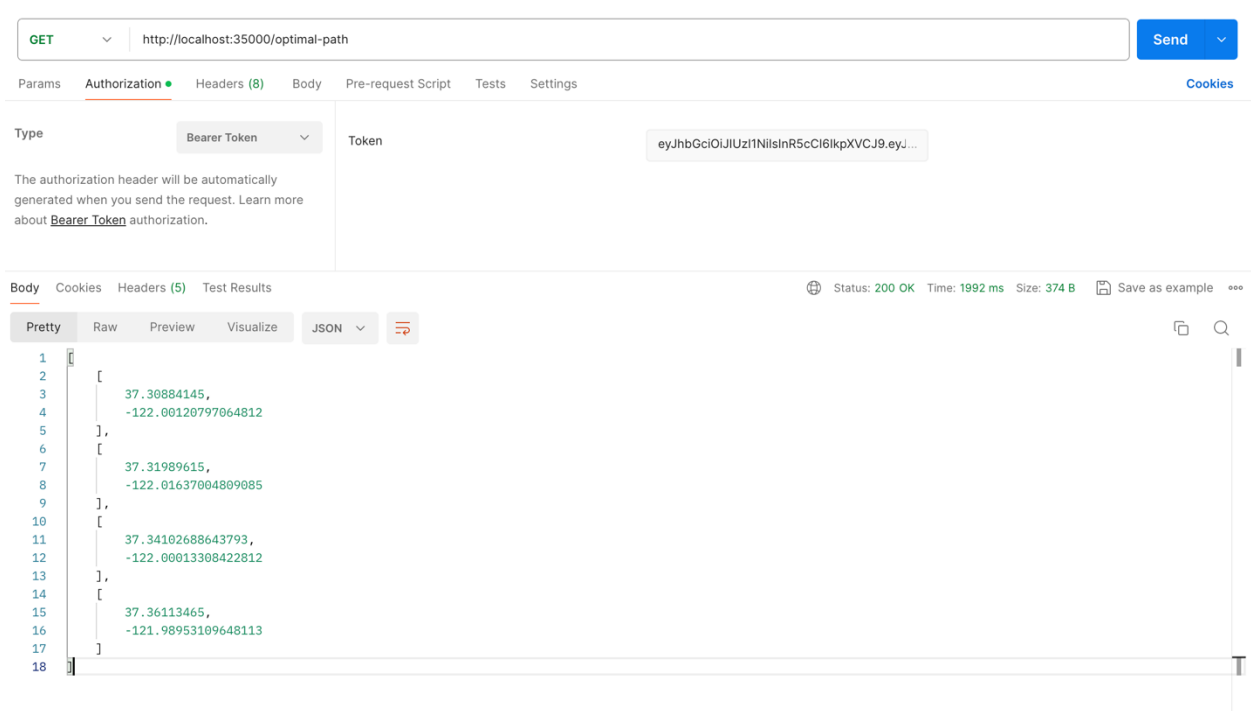 GET http://localhost:35000/optimal-path Send
Params Authorization Headers (8) Body Pre-request Script Tests Settings Cookies
Type Bearer Token Token eyJhbGciOiJIUzI1NiIsInR5cCI6IkpXVCJ9.eyJ...
The authorization header will be automatically
generated when you send the request. Learn more
about Bearer Token authorization.
Body Cookies Headers (5) Test Results Status: 200 OK Time: 1992 ms Size: 374 B Save as example
Pretty Raw Preview Visualize JSON
1 [
2 [
3 37.30884145,
4 -122.00120797064812
5 ],
6 [
7 37.31989615,
8 -122.01637004809085
9 ],
10 [
11 37.34102688643793,
12 -122.00013308422812
13 ],
14 [
15 37.36113465,
16 -121.98953109648113
17 ]
18 ]